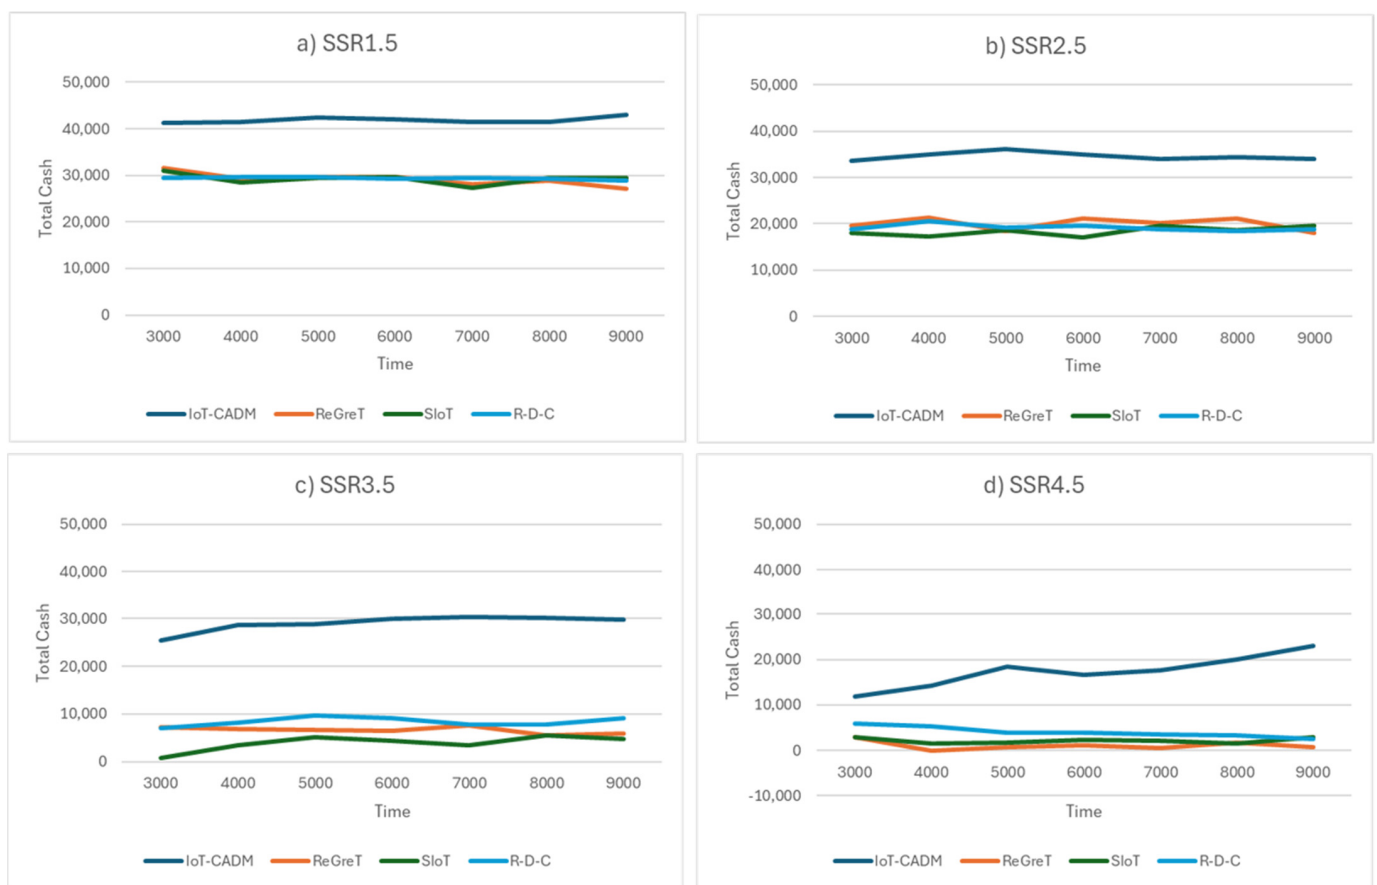 a) SSR1.5
50,000
40,000
30,000
20,000
10,000
0
Total Cash
3000 4000 5000 6000 7000 8000 9000
Time
IoT-CADM ReGreT SIoT R-D-C
b) SSR2.5
50,000
40,000
30,000
20,000
10,000
0
Total Cash
3000 4000 5000 6000 7000 8000 9000
Time
IoT-CADM ReGreT SIoT R-D-C
c) SSR3.5
50,000
40,000
30,000
20,000
10,000
0
Total Cash
3000 4000 5000 6000 7000 8000 9000
Time
IoT-CADM ReGreT SIoT R-D-C
d) SSR4.5
50,000
40,000
30,000
20,000
10,000
0
-10,000
Total Cash
3000 4000 5000 6000 7000 8000 9000
Time
IoT-CADM ReGreT SIoT R-D-C